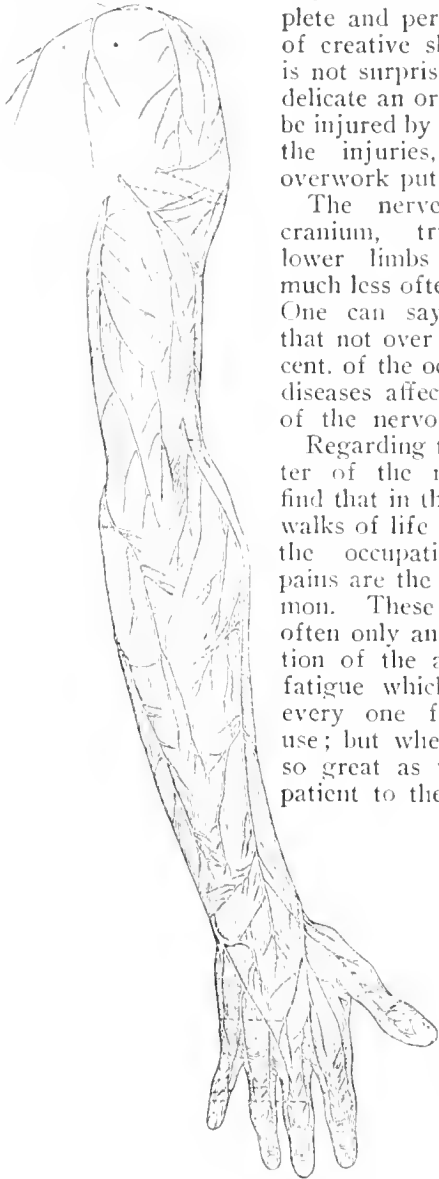 plete and per
of creative sl
is not surpris
delicate an or
be injured by
the injuries,
overwork put
The nerve
cranium, tr
lower limbs
much less ofte
One can say
that not over
cent. of the oc
diseases affec
of the nervo
Regarding t
ter of the n
find that in th
walks of life
the occupati
pains are the
mon. These
often only an
tion of the a
fatigue which
every one f
use; but whe
so great as
patient to the